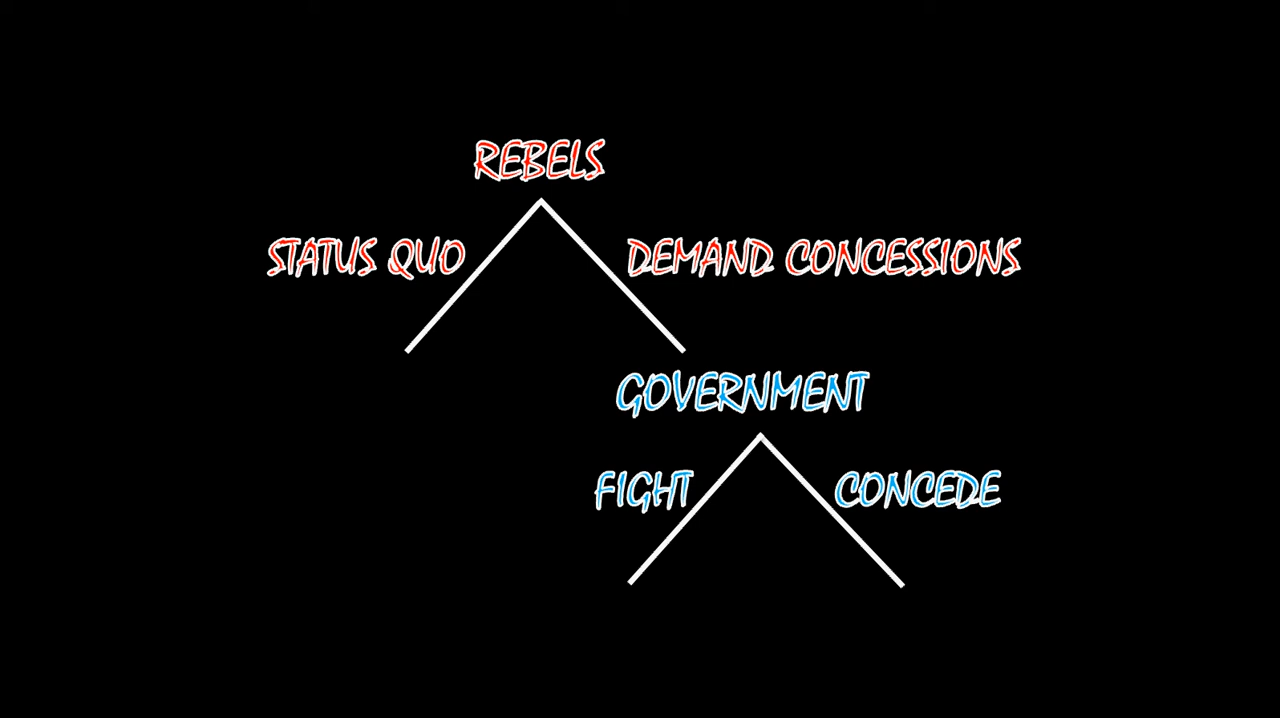 REBELS
STATUS QUO
DEMAND CONCESSIONS
GOVERNMENT
FIGHT
CONCEDE